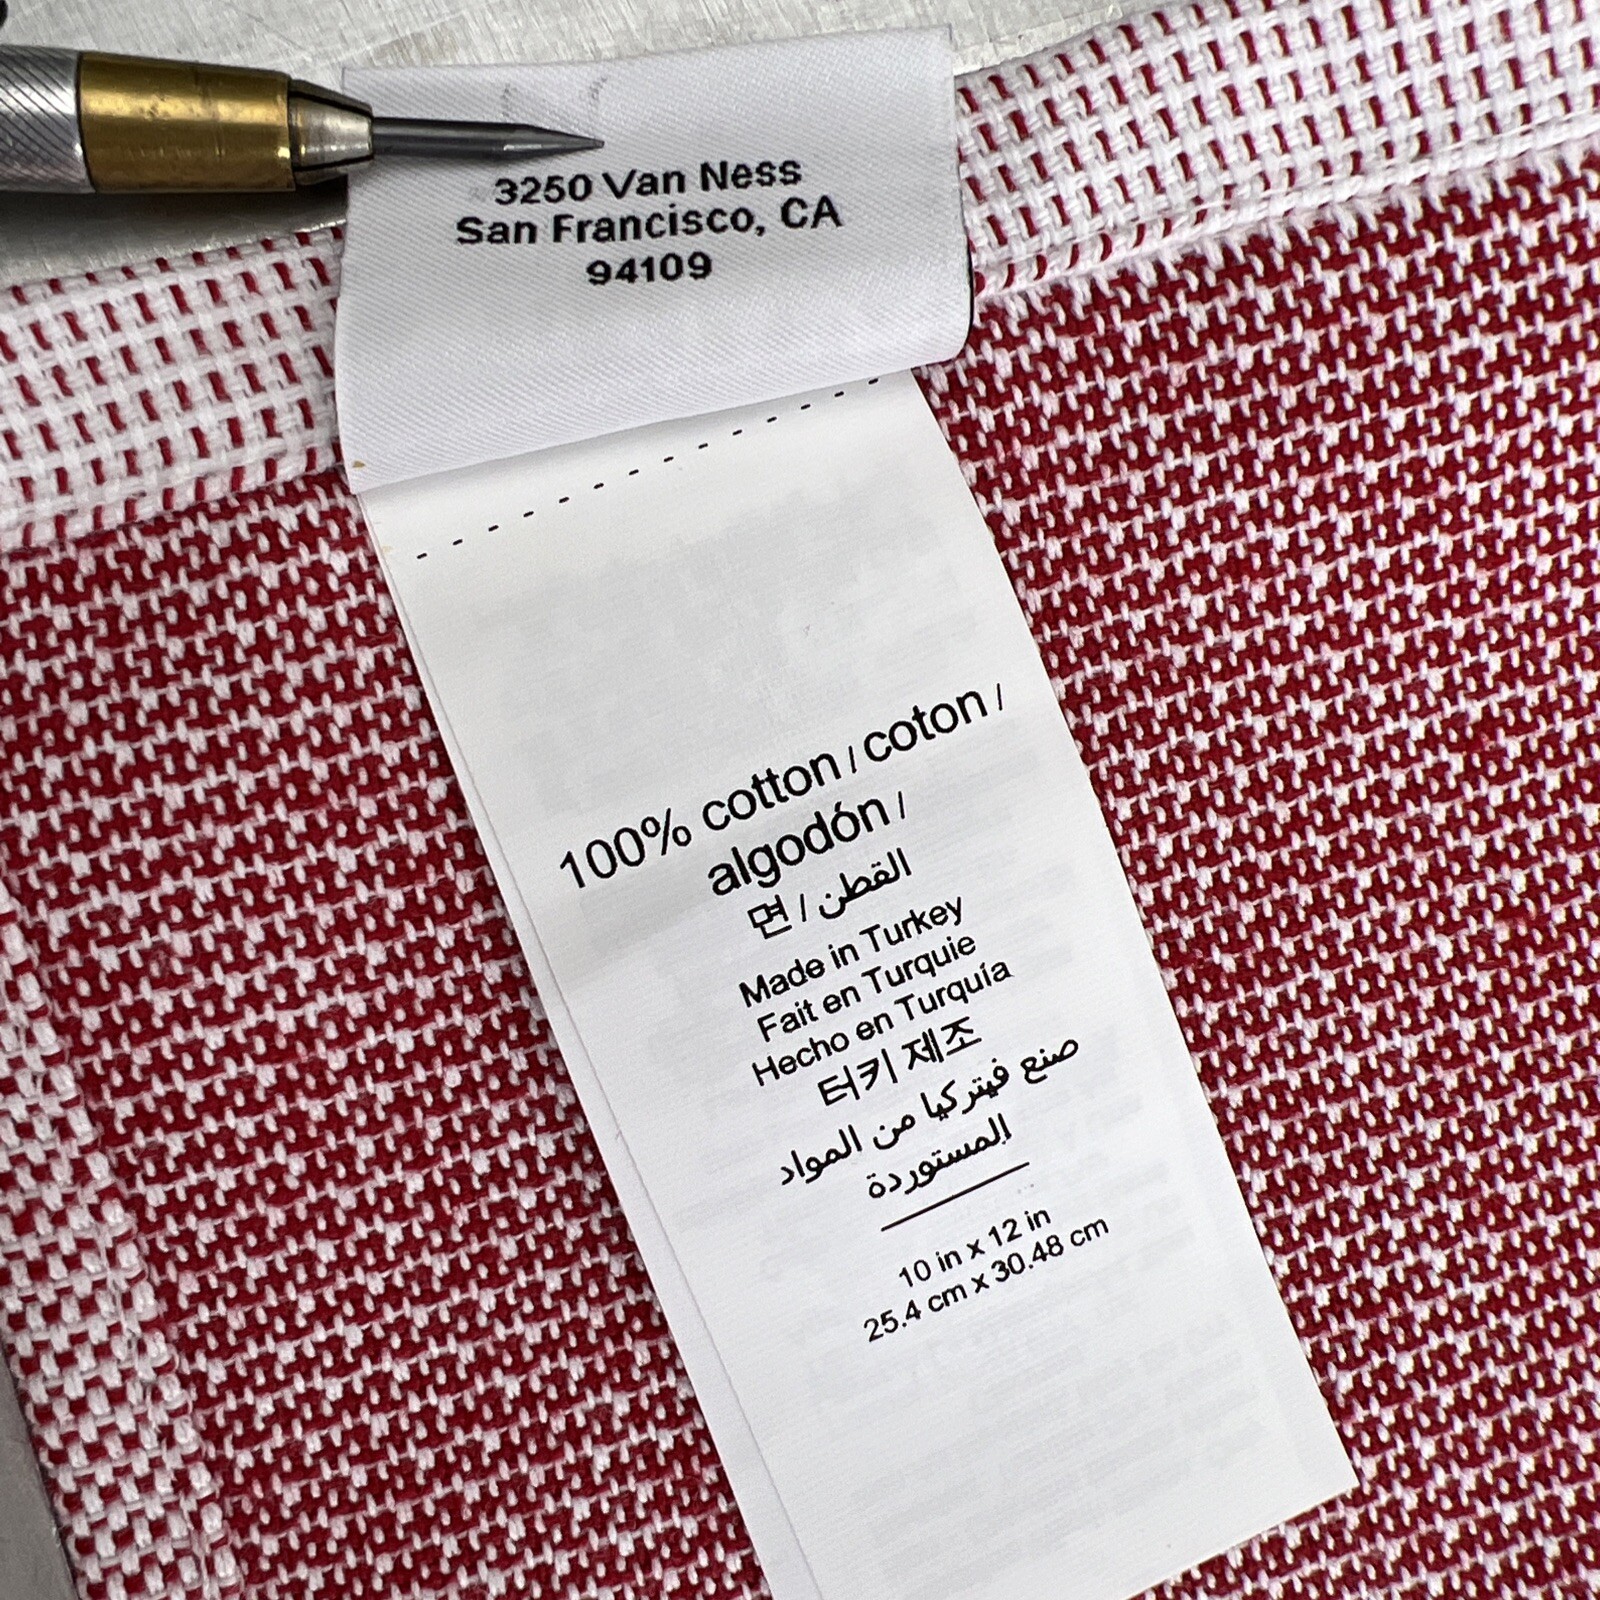 3250 Van Ness
San Francisco, CA
94109
100% cotton / coton /
algodón /
면 / القطن
Made in Turkey
Fait en Turquie
Hecho en Turquía
터키 제조
صنع فيتركيا من المواد
المستوردة
10 in x 12 in
25.4 cm x 30.48 cm